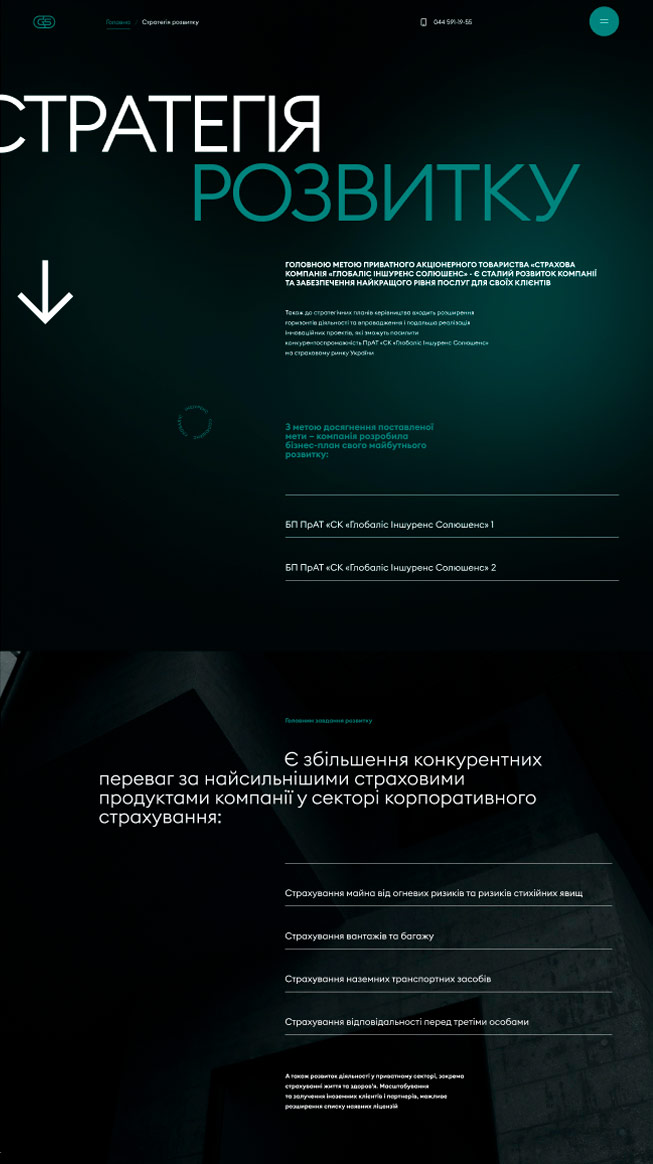 Головна / Стратегія розвитку
044 591-19-55
СТРАТЕГІЯ
РОЗВИТКУ
ГОЛОВНОЮ МЕТОЮ ПРИВАТНОГО АКЦІОНЕРНОГО ТОВАРИСТВА «СТРАХОВА
КОМПАНІЯ «ГЛОБАЛІС ІНШУРЕНС СОЛЮШЕНС» - Є СТАЛИЙ РОЗВИТОК КОМПАНІЇ
ТА ЗАБЕЗПЕЧЕННЯ НАЙКРАЩОГО РІВНЯ ПОСЛУГ ДЛЯ СВОЇХ КЛІЄНТІВ
Також до стратегічних планів керівництва входить розширення
горизонтів діяльності та впровадження і подальша реалізація
інноваційних проектів, які зможуть посилити
конкурентоспроможність ПрАТ «СК «Глобаліс Іншуренс Солюшенс»
на страховому ринку України
З метою досягнення поставленої
мети – компанія розробила
бізнес-план свого майбутнього
розвитку:
БП ПрАТ «СК «Глобаліс Іншуренс Солюшенс» 1
БП ПрАТ «СК «Глобаліс Іншуренс Солюшенс» 2
Головним завдання розвитку
Є збільшення конкурентних
переваг за найсильнішими страховими
продуктами компанії у секторі корпоративного
страхування:
Страхування майна від огневих ризиків та ризиків стихійних явищ
Страхування вантажів та багажу
Страхування наземних транспортних засобів
Страхування відповідальності перед третіми особами
А також розвиток діяльності у приватному секторі, зокрема
страхуванні життя та здоров'я. Масштабування
та залучення іноземних клієнтів і партнерів, можливе
розширення списку наявних ліцензій